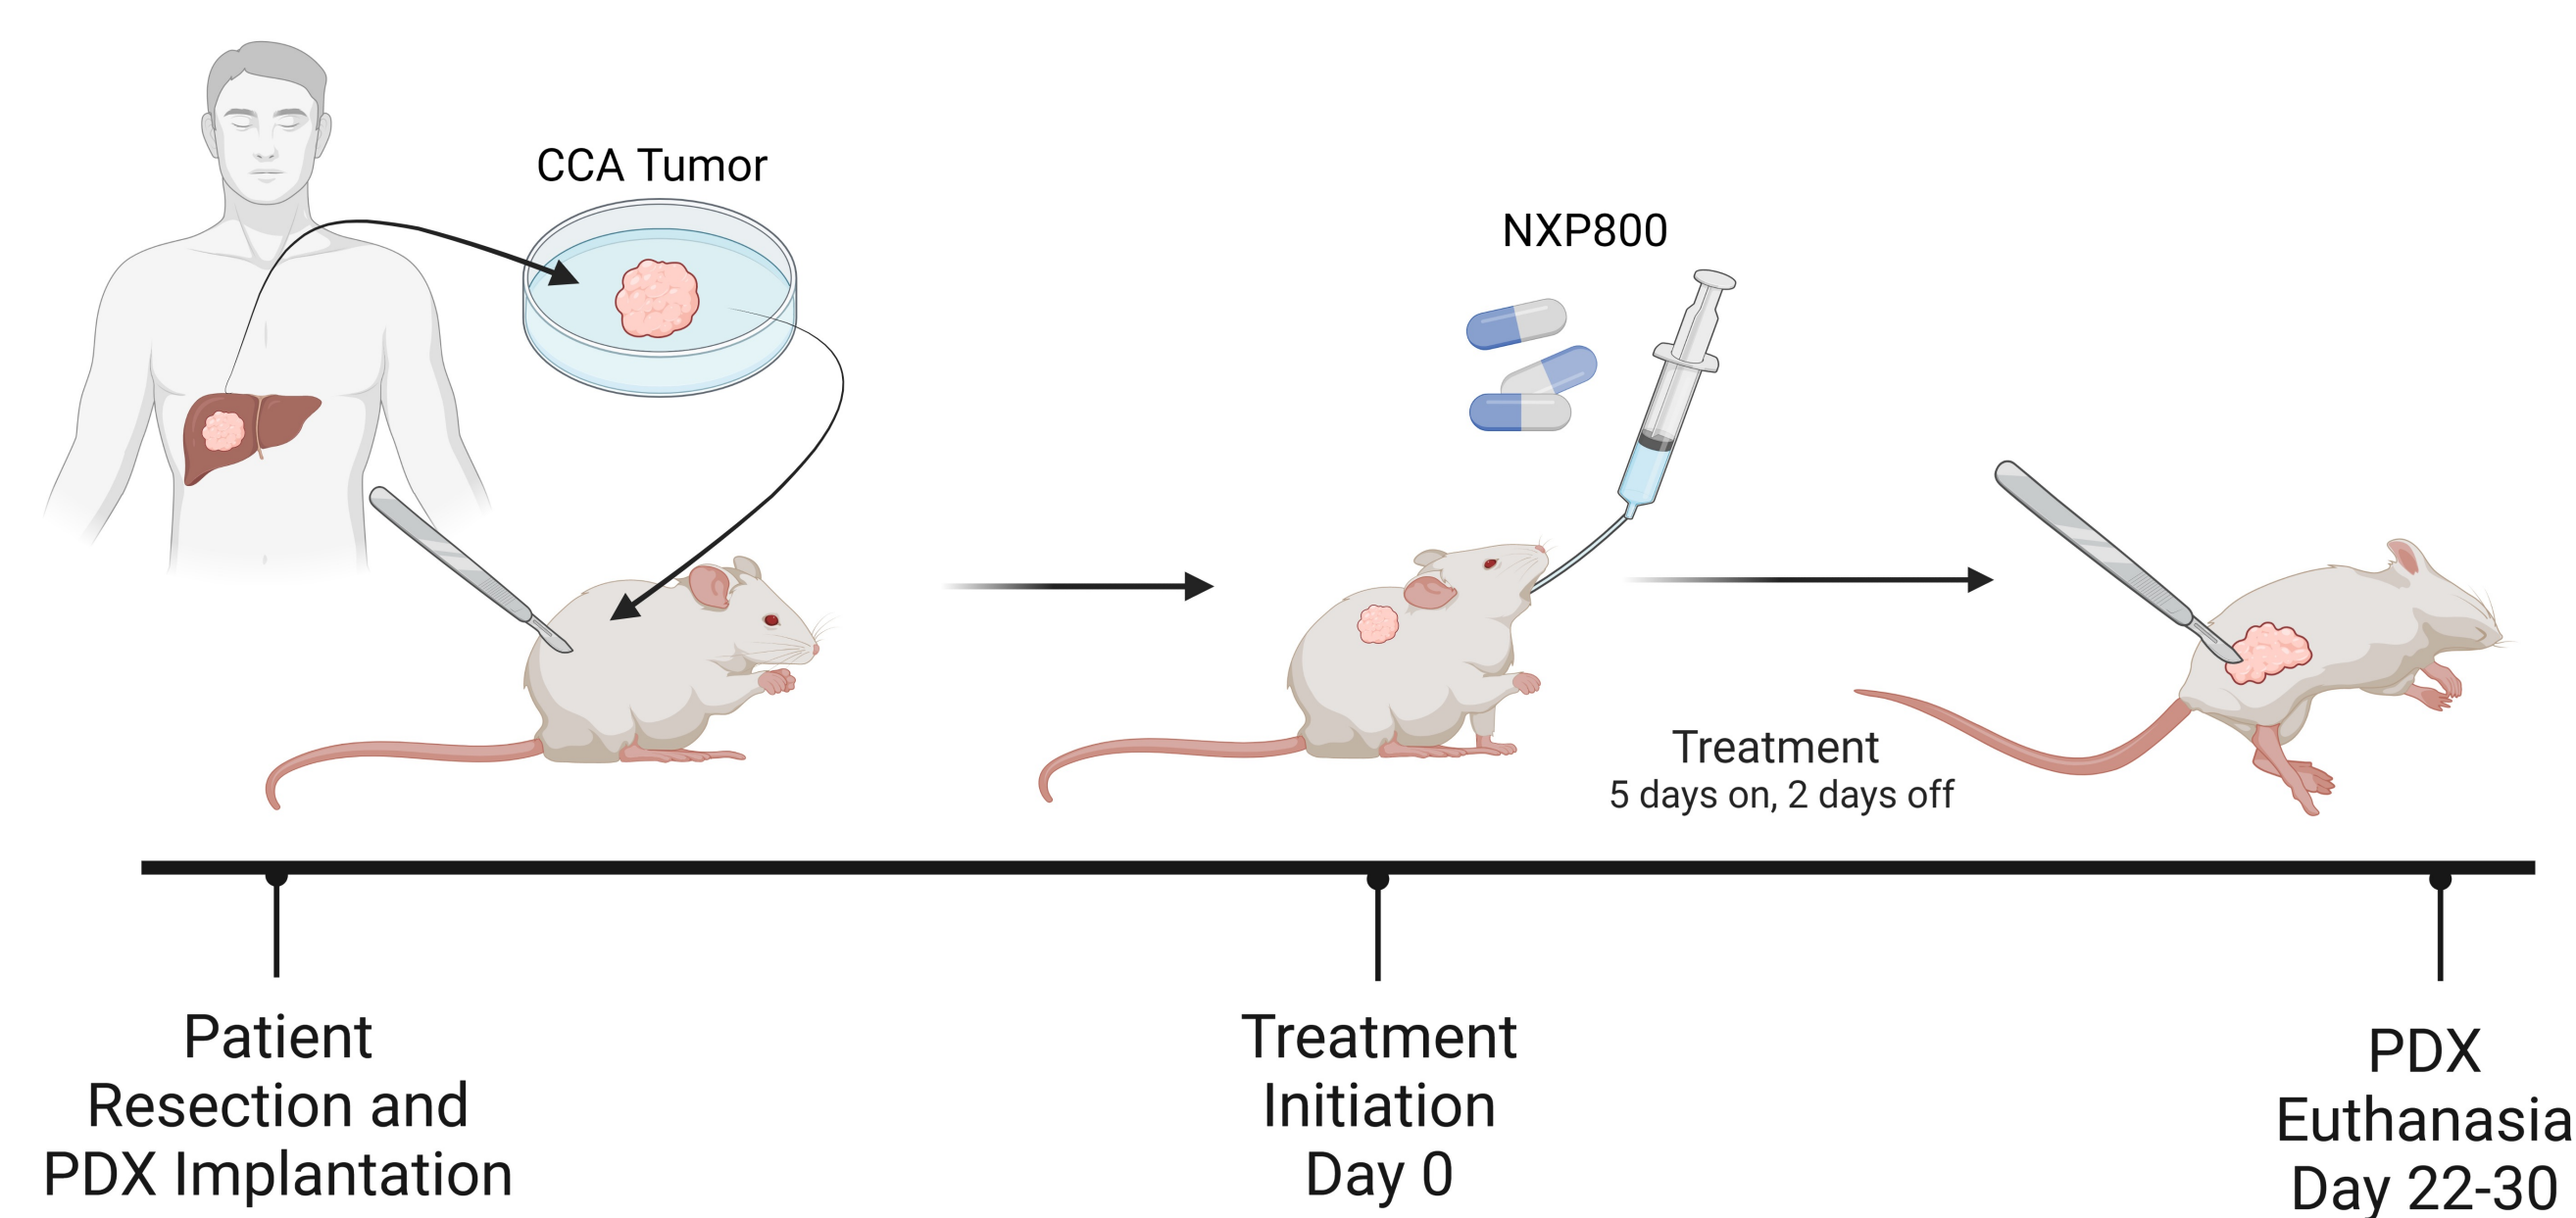 CCA Tumor
NXP800
Treatment
5 days on, 2 days off
Patient
Resection and
PDX Implantation
Treatment
Initiation
Day 0
PDX
Euthanasia
Day 22-30